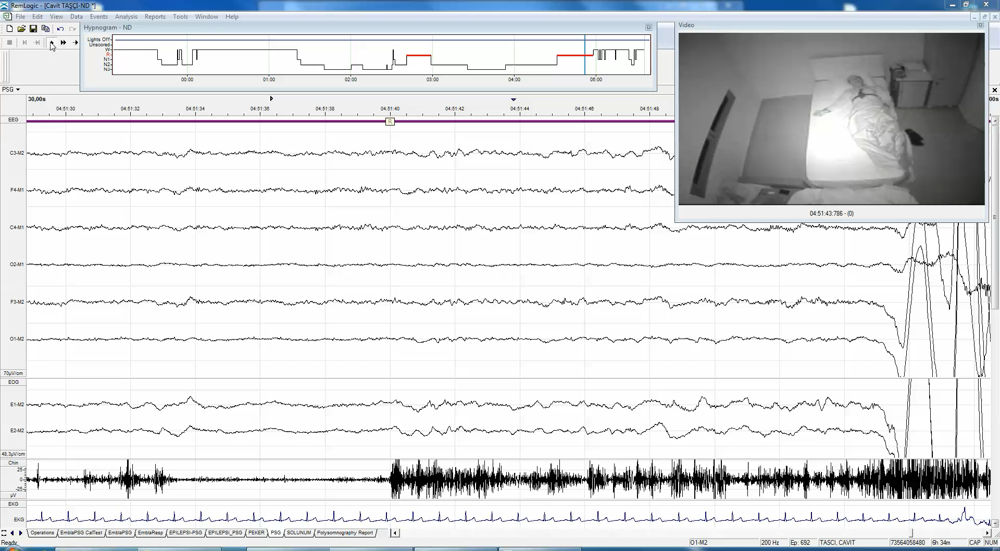 RemLogic - [Cavit TAŞÇI-ND *]
File Edit View Data Events Analysis Reports Tools Window Help
Hypnogram - ND
Lights Off
Unscored
W
R
N1
N2
N3
00:00 01:00 02:00 03:00 04:00 05:00
Video
04:51:43:786 - (0)
PSG
30,00s 00s
04:51:30 04:51:32 04:51:34 04:51:36 04:51:38 04:51:40 04:51:42 04:51:44 04:51:46 04:51:48
EEG
R
C3-M2
F4-M1
C4-M1
O2-M1
F3-M2
O1-M2
70µV/cm
EOG
E1-M2
E2-M2
48,3µV/cm
Chin
25
0
-25
µV
EKG
EKG
Operations EmblaPSG CalTest EmblaPSG EmblaResp EPILEPSI-PSG EPILEPSI_PSG PEKER PSG SOLUNUM Polysomnography Report
Ready O1-M2 200 Hz Ep: 692 TASCI, CAVIT 73564058480 6h 34m CAP NUM